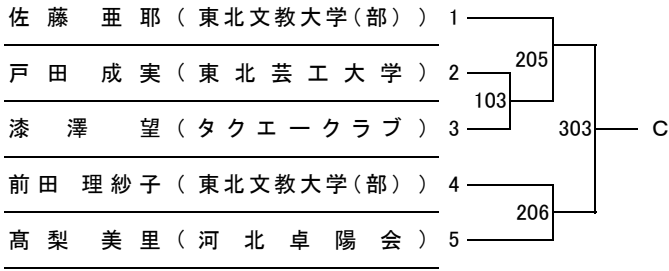 佐藤 亜耶 (東北文教大学(部)) 1
205
戸田 成実 (東北芸工大学) 2
103
漆澤 望 (タクエークラブ) 3
303 C
前田 理紗子 (東北文教大学(部)) 4
206
髙梨 美里 (河北卓陽会) 5